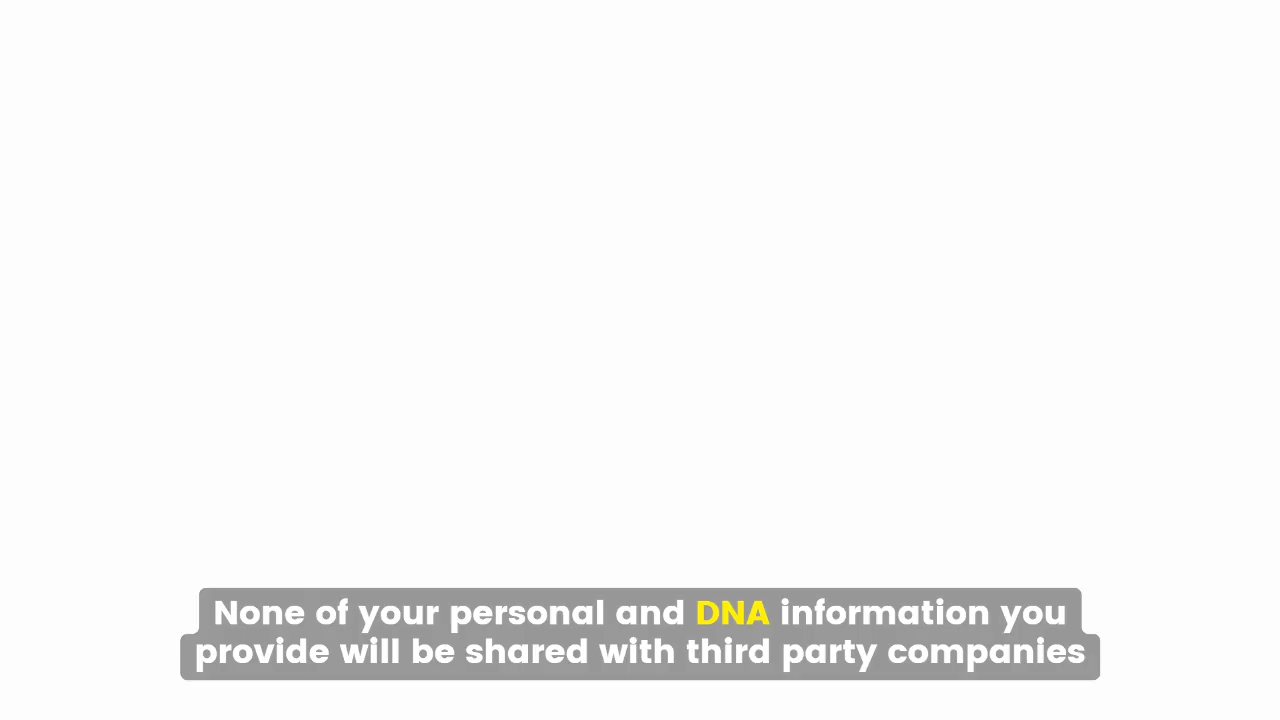 None of your personal and DNA information you
provide will be shared with third party companies